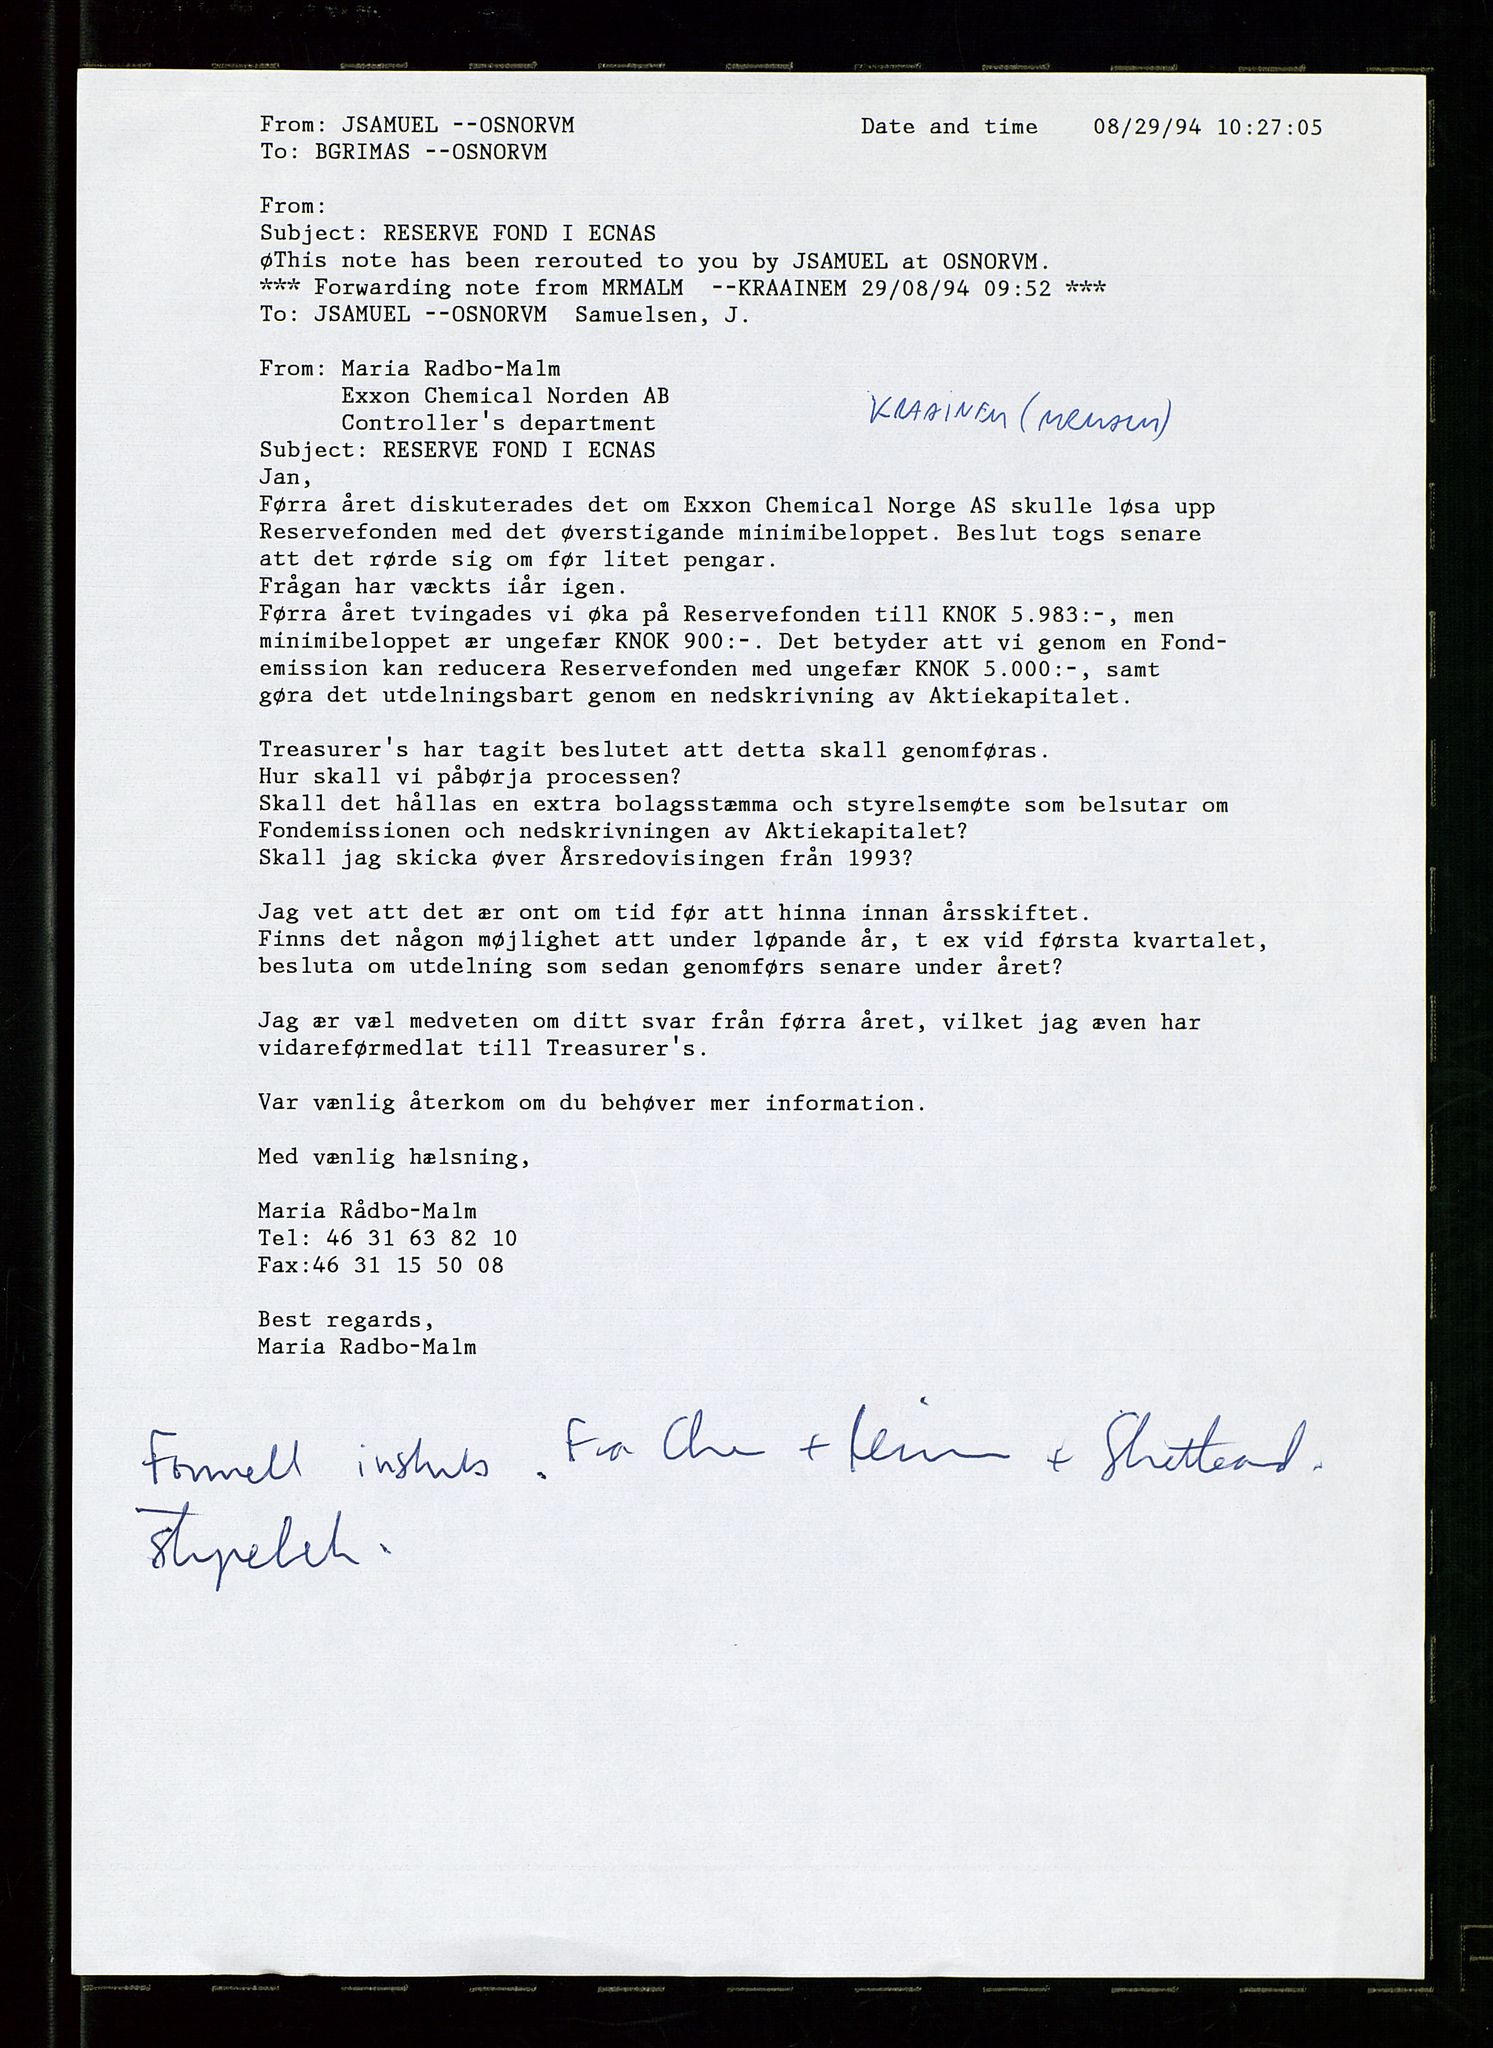 From: JSAMUEL --OSNORVM Date and time 08/29/94 10:27:05
To: BGRIMAS --OSNORVM
From:
Subject: RESERVE FOND I ECNAS
øThis note has been rerouted to you by JSAMUEL at OSNORVM.
*** Forwarding note from MRMALM --KRAAINEM 29/08/94 09:52 ***
To: JSAMUEL --OSNORVM Samuelsen, J.
From: Maria Radbo-Malm
Exxon Chemical Norden AB
KRAAINEM (MRMALM)
Controller's department
Subject: RESERVE FOND I ECNAS
Jan,
Førra året diskuterades det om Exxon Chemical Norge AS skulle løsa upp
Reservefonden med det øverstigande minimibeloppet. Beslut togs senare
att det rørde sig om før litet pengar.
Frågan har væckts iår igen.
Førra året tvingades vi øka på Reservefonden till KNOK 5.983:-, men
minimibeloppet ær ungefær KNOK 900:-. Det betyder att vi genom en Fond-
emission kan reducera Reservefonden med ungefær KNOK 5.000:-, samt
gøra det utdelningsbart genom en nedskrivning av Aktiekapitalet.
Treasurer's har tagit beslutet att detta skall genomføras.
Hur skall vi påbørja processen?
Skall det hållas en extra bolagsstæmma och styrelsemøte som belsutar om
Fondemissionen och nedskrivningen av Aktiekapitalet?
Skall jag skicka øver Årsredovisingen från 1993?
Jag vet att det ær ont om tid før att hinna innan årsskiftet.
Finns det någon møjlighet att under løpande år, t ex vid første kvartalet,
besluta om utdelning som sedan genomførs senare under året?
Jag ær væl medveten om ditt svar från førra året, vilket jag æven har
vidareførmedlat till Treasurer's.
Var vænlig återkom om du behøver mer information.
Med vænlig hælsning,
Maria Rådbo-Malm
Tel: 46 31 63 82 10
Fax:46 31 15 50 08
Best regards,
Maria Radbo-Malm
Formell . Fra + +